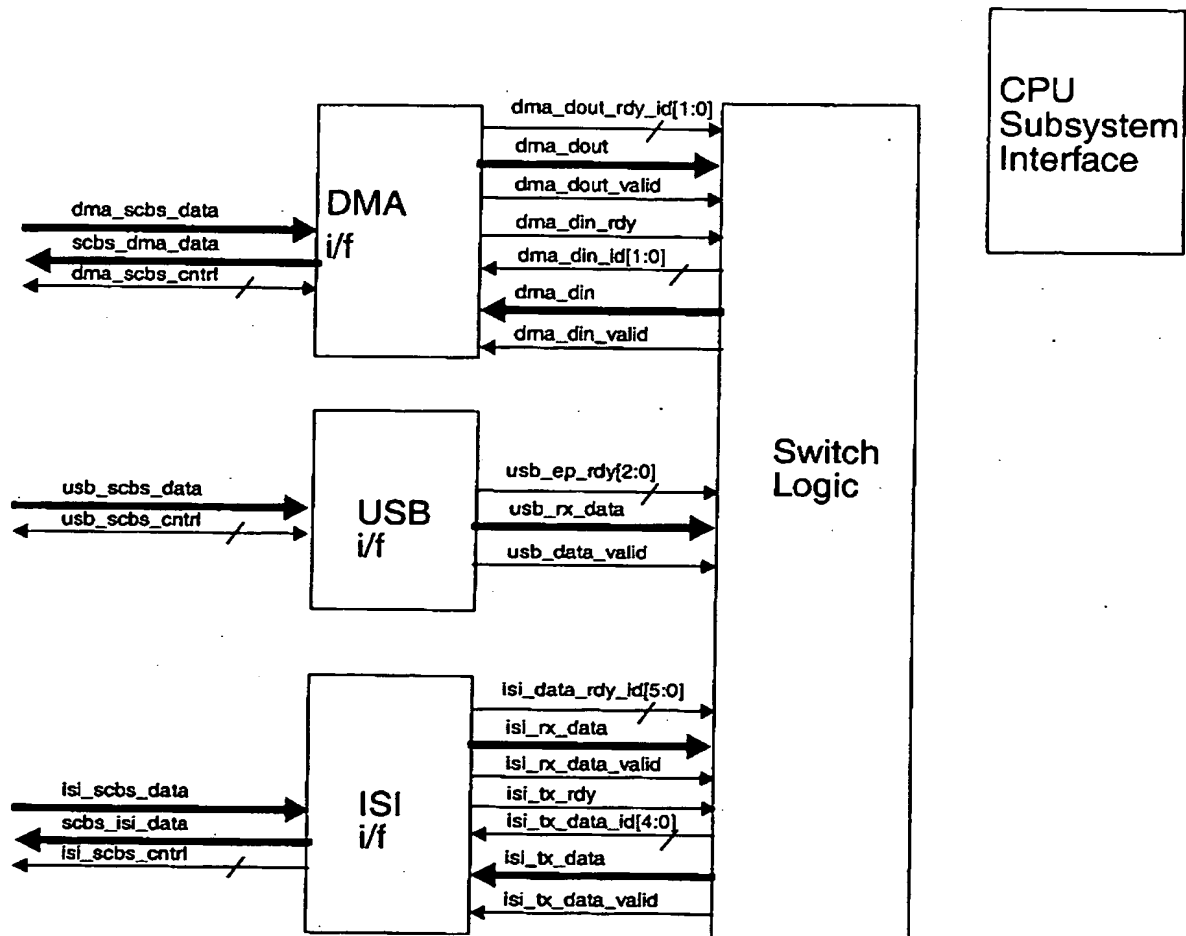 CPU
Subsystem
Interface
dma_scbs_data
scbs_dma_data
dma_scbs_cntrl
DMA
i/f
dma_dout_rdy_id[1:0]
dma_dout
dma_dout_valid
dma_din_rdy
dma_din_id[1:0]
dma_din
dma_din_valid
Switch
Logic
usb_scbs_data
usb_scbs_cntrl
USB
i/f
usb_ep_rdy[2:0]
usb_rx_data
usb_data_valid
isi_scbs_data
scbs_isi_data
isi_scbs_cntrl
ISI
i/f
isi_data_rdy_id[5:0]
isi_rx_data
isi_rx_data_valid
isi_tx_rdy
isi_tx_data_id[4:0]
isi_tx_data
isi_tx_data_valid